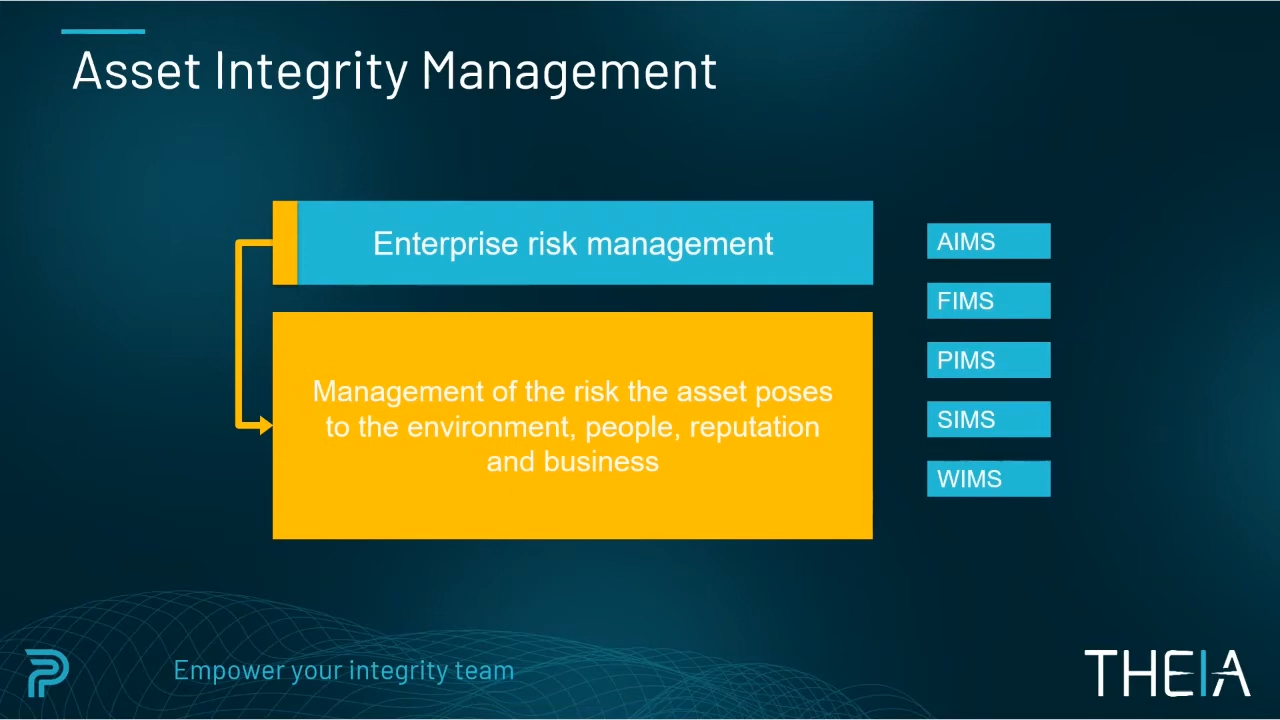 Asset Integrity Management
Enterprise risk management
Management of the risk the asset poses
to the environment, people, reputation
and business
AIMS
FIMS
PIMS
SIMS
WIMS
Empower your integrity team
THEIA